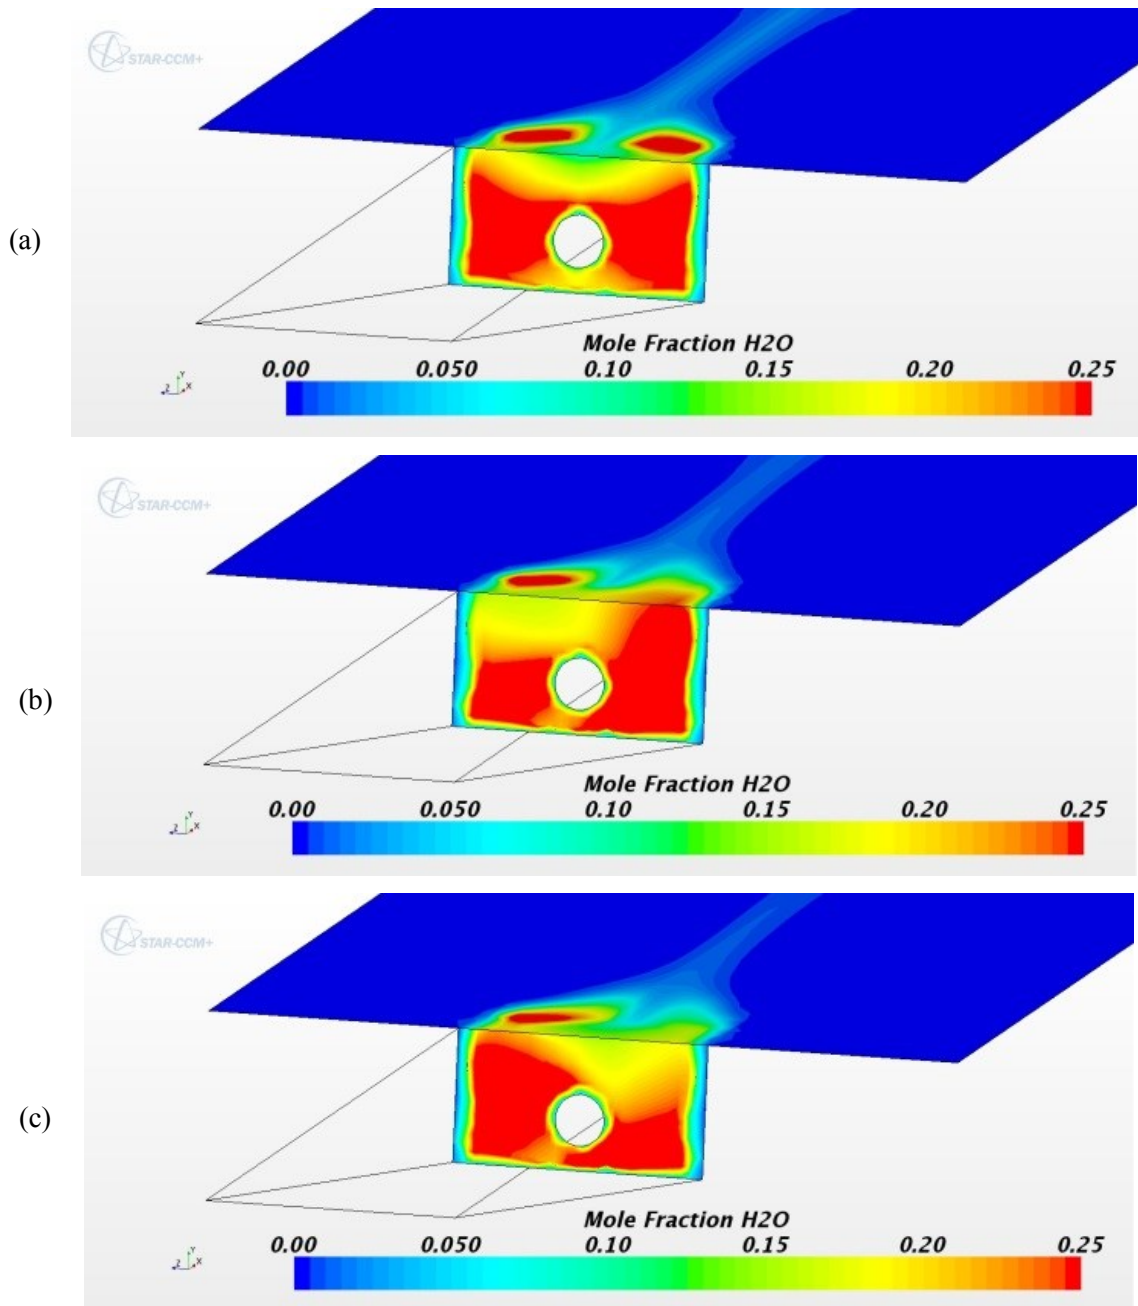 STAR-CCM+
(a)
Mole Fraction H2O
0.00 0.050 0.10 0.15 0.20 0.25
Z Y X
STAR-CCM+
(b)
Mole Fraction H2O
0.00 0.050 0.10 0.15 0.20 0.25
Z Y X
STAR-CCM+
(c)
Mole Fraction H2O
0.00 0.050 0.10 0.15 0.20 0.25
Z Y X